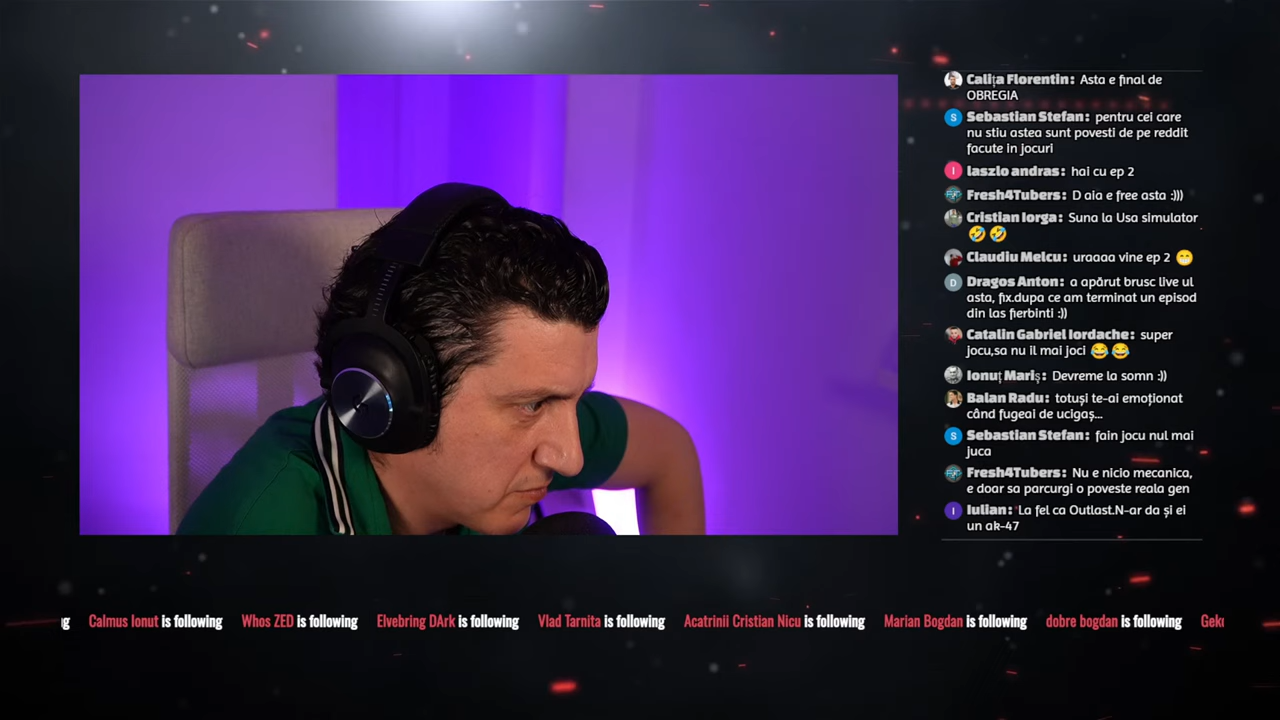 Calița Florentin: Asta e final de
OBREGIA
S Sebastian Stefan: pentru cei care
nu stiu astea sunt povesti de pe reddit
facute in jocuri
l laszlo andras: hai cu ep 2
Fresh4Tubers: D aia e free asta :)))
Cristian Iorga: Suna la Usa simulator
🤣 🤣
Claudiu Melcu: uraaaa vine ep 2 😁
D Dragos Anton: a apărut brusc live ul
asta, fix.dupa ce am terminat un episod
din las fierbinti :))
Catalin Gabriel Iordache: super
jocu,sa nu il mai joci 😂 😂
Ionuț Mariș: Devreme la somn :))
Balan Radu: totuși te-ai emoționat
când fugeai de ucigaș...
S Sebastian Stefan: fain jocu nul mai
juca
Fresh4Tubers: Nu e nicio mecanica,
e doar sa parcurgi o poveste reala gen
I Iulian: La fel ca Outlast.N-ar da și ei
un ak-47
g Calmus Ionut is following Whos ZED is following Elvebring DArk is following Vlad Tarnita is following Acatrinii Cristian Nicu is following Marian Bogdan is following dobre bogdan is following